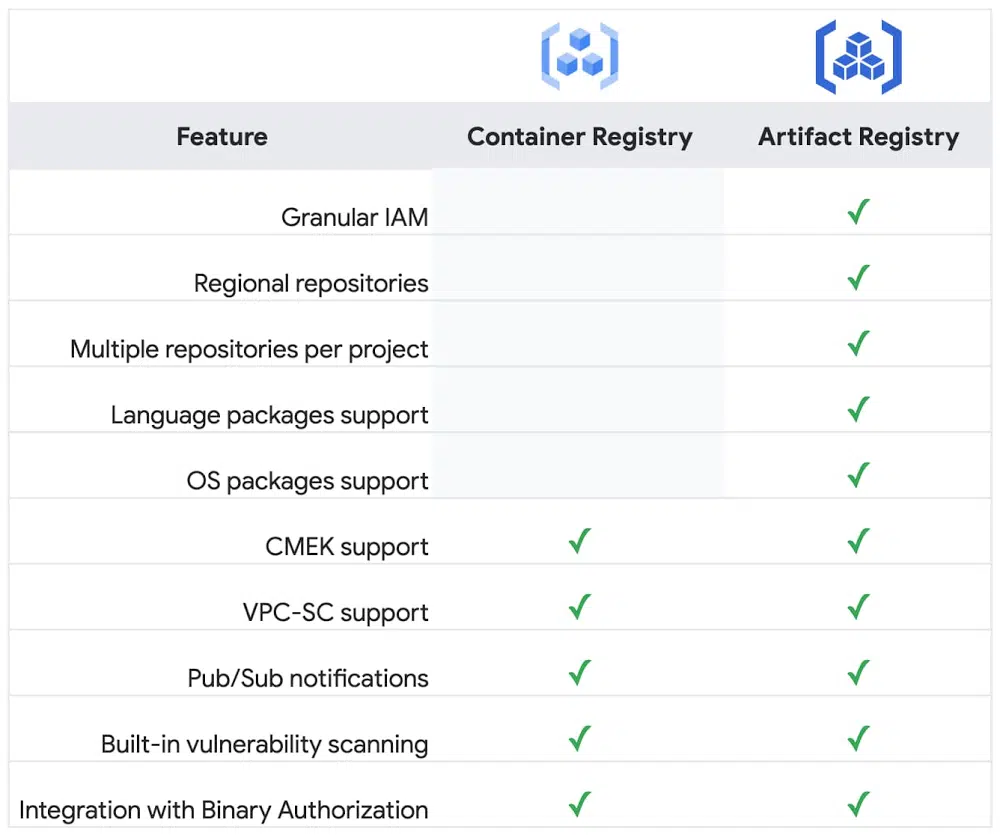 Feature Container Registry Artifact Registry
Granular IAM ✓
Regional repositories ✓
Multiple repositories per project ✓
Language packages support ✓
OS packages support ✓
CMEK support ✓ ✓
VPC-SC support ✓ ✓
Pub/Sub notifications ✓ ✓
Built-in vulnerability scanning ✓ ✓
Integration with Binary Authorization ✓ ✓